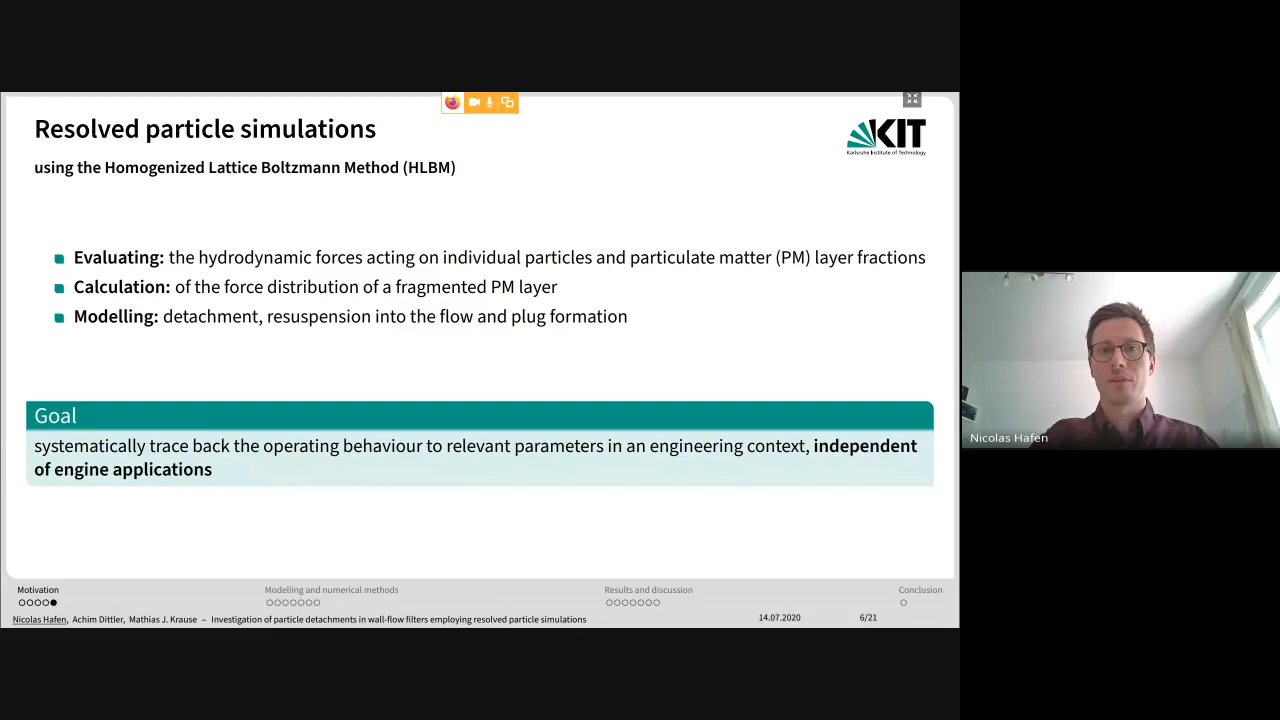 Resolved particle simulations
using the Homogenized Lattice Boltzmann Method (HLBM)
KIT
Karlsruhe Institute of Technology
Evaluating: the hydrodynamic forces acting on individual particles and particulate matter (PM) layer fractions
Calculation: of the force distribution of a fragmented PM layer
Modelling: detachment, resuspension into the flow and plug formation
Goal
systematically trace back the operating behaviour to relevant parameters in an engineering context, independent
of engine applications
Nicolas Hafen
Motivation
Modelling and numerical methods
Results and discussion
Conclusion
Nicolas Hafen, Achim Dittler, Mathias J. Krause – Investigation of particle detachments in wall-flow filters employing resolved particle simulations
14.07.2020
6/21